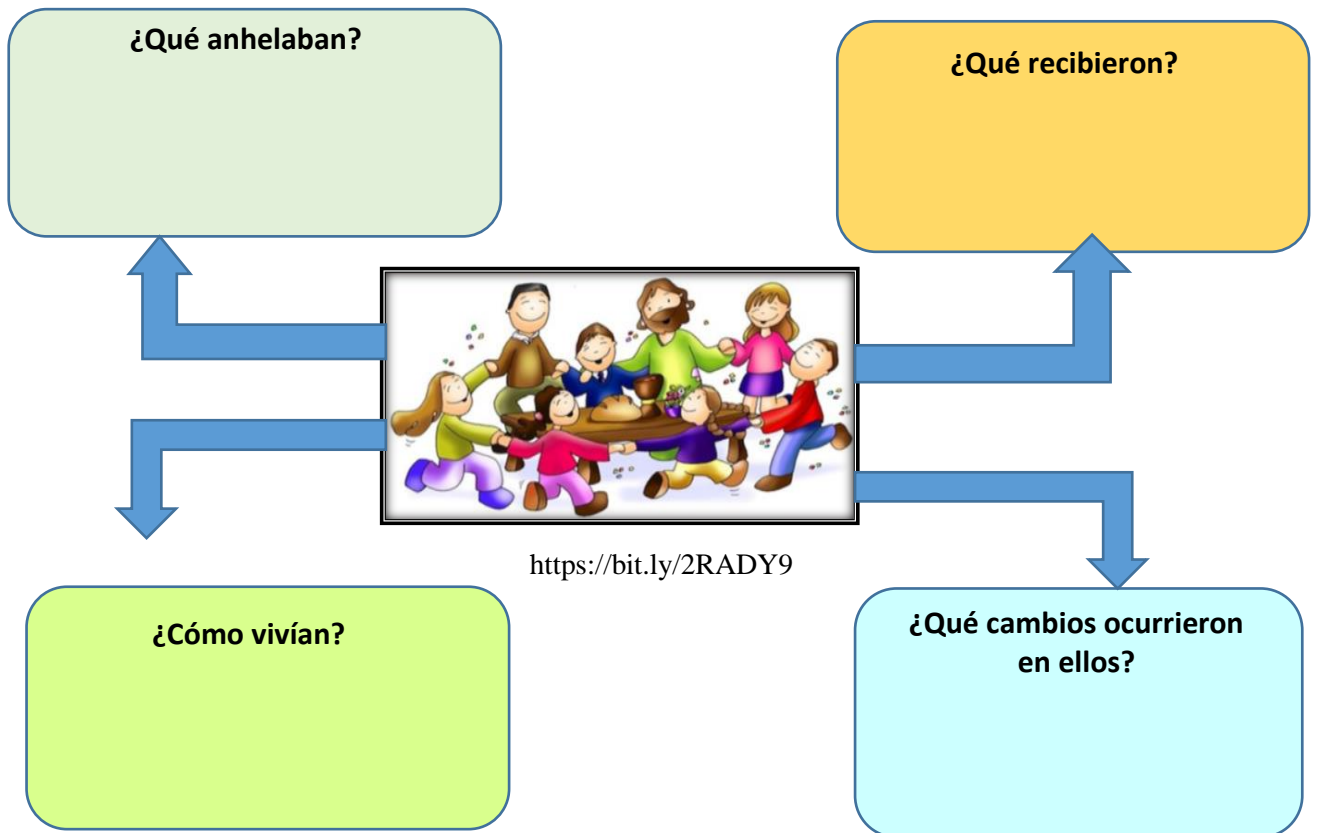 ¿Qué anhelaban?
¿Qué recibieron?
https://bit.ly/2RADY9
¿Cómo vivían?
¿Qué cambios ocurrieron
en ellos?